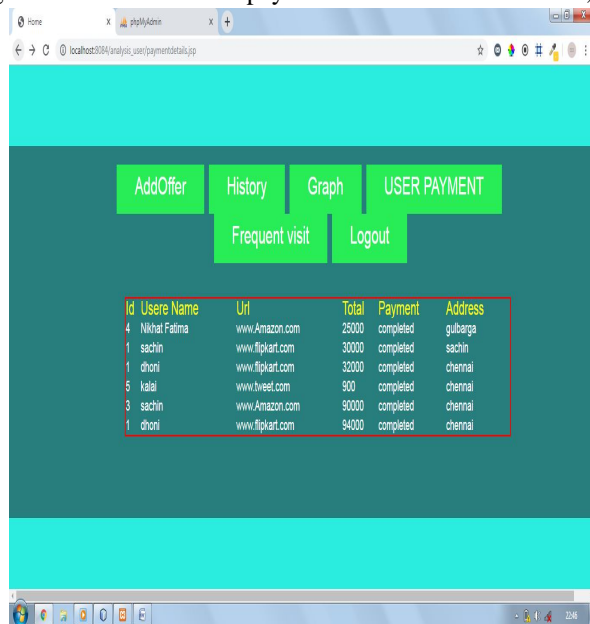 pay
Home x phpMyAdmin x +
localhost:8084/analysis_user/paymentdetails.jsp
AddOffer History Graph USER PAYMENT
Frequent visit Logout
Id Usere Name Url Total Payment Address
4 Nikhat Fatima www.Amazon.com 25000 completed gulbarga
1 sachin www.flipkart.com 30000 completed sachin
1 dhoni www.flipkart.com 32000 completed chennai
5 kalai www.tweet.com 900 completed chennai
3 sachin www.Amazon.com 90000 completed chennai
1 dhoni www.flipkart.com 94000 completed chennai
22:46